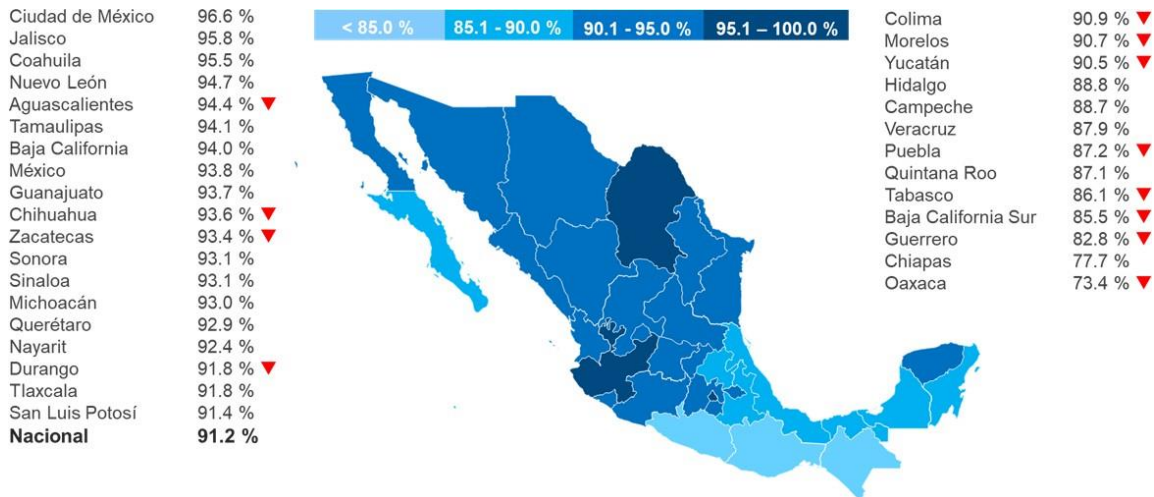 Ciudad de México 96.6 %
Jalisco 95.8 %
Coahuila 95.5 %
Nuevo León 94.7 %
Aguascalientes 94.4 % ▼
Tamaulipas 94.1 %
Baja California 94.0 %
México 93.8 %
Guanajuato 93.7 %
Chihuahua 93.6 % ▼
Zacatecas 93.4 % ▼
Sonora 93.1 %
Sinaloa 93.1 %
Michoacán 93.0 %
Querétaro 92.9 %
Nayarit 92.4 %
Durango 91.8 % ▼
Tlaxcala 91.8 %
San Luis Potosí 91.4 %
Nacional 91.2 %
< 85.0 % 85.1 - 90.0 % 90.1 - 95.0 % 95.1 – 100.0 %
Colima 90.9 % ▼
Morelos 90.7 % ▼
Yucatán 90.5 % ▼
Hidalgo 88.8 %
Campeche 88.7 %
Veracruz 87.9 %
Puebla 87.2 % ▼
Quintana Roo 87.1 %
Tabasco 86.1 % ▼
Baja California Sur 85.5 % ▼
Guerrero 82.8 % ▼
Chiapas 77.7 %
Oaxaca 73.4 % ▼